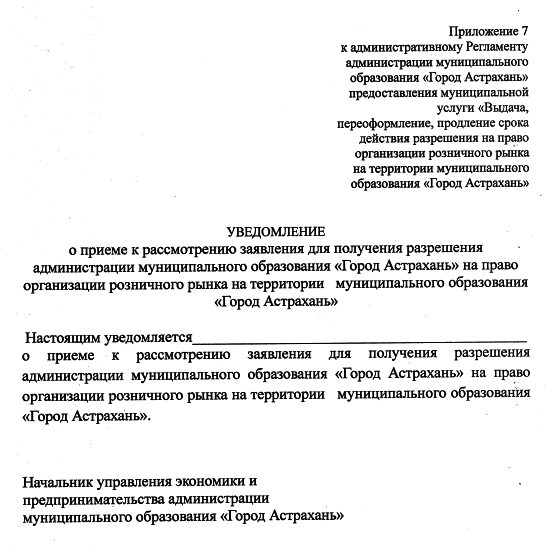 Приложение 7
к административному Регламенту
администрации муниципального
образования «Город Астрахань»
предоставления муниципальной
услуги «Выдача,
переоформление, продление срока
действия разрешения на право
организации розничного рынка
на территории муниципального
образования «Город Астрахань»
УВЕДОМЛЕНИЕ
о приеме к рассмотрению заявления для получения разрешения
администрации муниципального образования «Город Астрахань» на право
организации розничного рынка на территории муниципального образования
«Город Астрахань»
Настоящим уведомляется
о приеме к рассмотрению заявления для получения разрешения
администрации муниципального образования «Город Астрахань» на право
организации розничного рынка на территории муниципального образования
«Город Астрахань».
Начальник управления экономики и
предпринимательства администрации
муниципального образования «Город Астрахань»